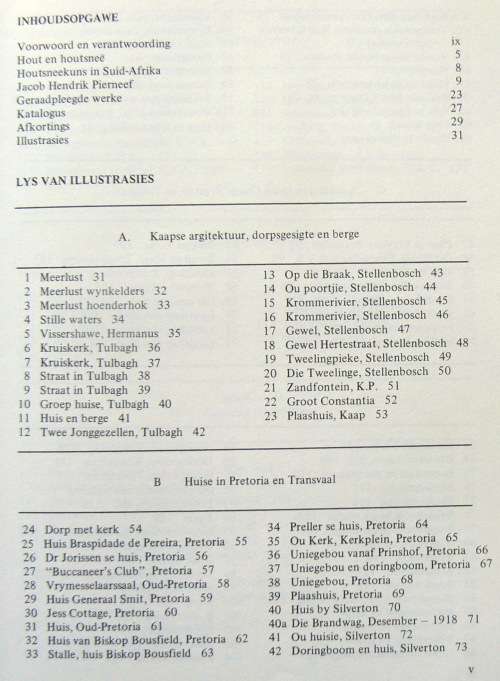 INHOUDSOPGAWE
Voorwoord en verantwoording ix
Hout en houtsneë 5
Houtsneekuns in Suid-Afrika 8
Jacob Hendrik Pierneef 9
Geraadpleegde werke 23
Katalogus 27
Afkortings 29
Illustrasies 31
LYS VAN ILLUSTRASIES
A. Kaapse argitektuur, dorpsgesigte en berge
1 Meerlust 31
2 Meerlust wynkelders 32
3 Meerlust hoenderhok 33
4 Stille waters 34
5 Vissershawe, Hermanus 35
6 Kruiskerk, Tulbagh 36
7 Kruiskerk, Tulbagh 37
8 Straat in Tulbagh 38
9 Straat in Tulbagh 39
10 Groep huise, Tulbagh 40
11 Huis en berge 41
12 Twee Jonggezellen, Tulbagh 42
13 Op die Braak, Stellenbosch 43
14 Ou poortjie, Stellenbosch 44
15 Krommerivier, Stellenbosch 45
16 Krommerivier, Stellenbosch 46
17 Gewel, Stellenbosch 47
18 Gewel Hertestraat, Stellenbosch 48
19 Tweelingpieke, Stellenbosch 49
20 Die Tweelinge, Stellenbosch 50
21 Zandfontein, K.P. 51
22 Groot Constantia 52
23 Plaashuis, Kaap 53
B Huise in Pretoria en Transvaal
24 Dorp met kerk 54
25 Huis Braspidade de Pereira, Pretoria 55
26 Dr Jorissen se huis, Pretoria 56
27 "Buccaneer's Club", Pretoria 57
28 Vrymesselaarssaal, Oud-Pretoria 58
29 Huis Generaal Smit, Pretoria 59
30 Jess Cottage, Pretoria 60
31 Huis, Oud-Pretoria 61
32 Huis van Biskop Bousfield, Pretoria 62
33 Stalle, huis Biskop Bousfield 63
34 Preller se huis, Pretoria 64
35 Ou Kerk, Kerkplein, Pretoria 65
36 Uniegebou vanaf Prinshof, Pretoria 66
37 Uniegebou en doringboom, Pretoria 67
38 Uniegebou, Pretoria 68
39 Plaashuis, Pretoria 69
40 Huis by Silverton 70
40a Die Brandwag, Desember – 1918 71
41 Ou huisie, Silverton 72
42 Doringboom en huis, Silverton 73
v